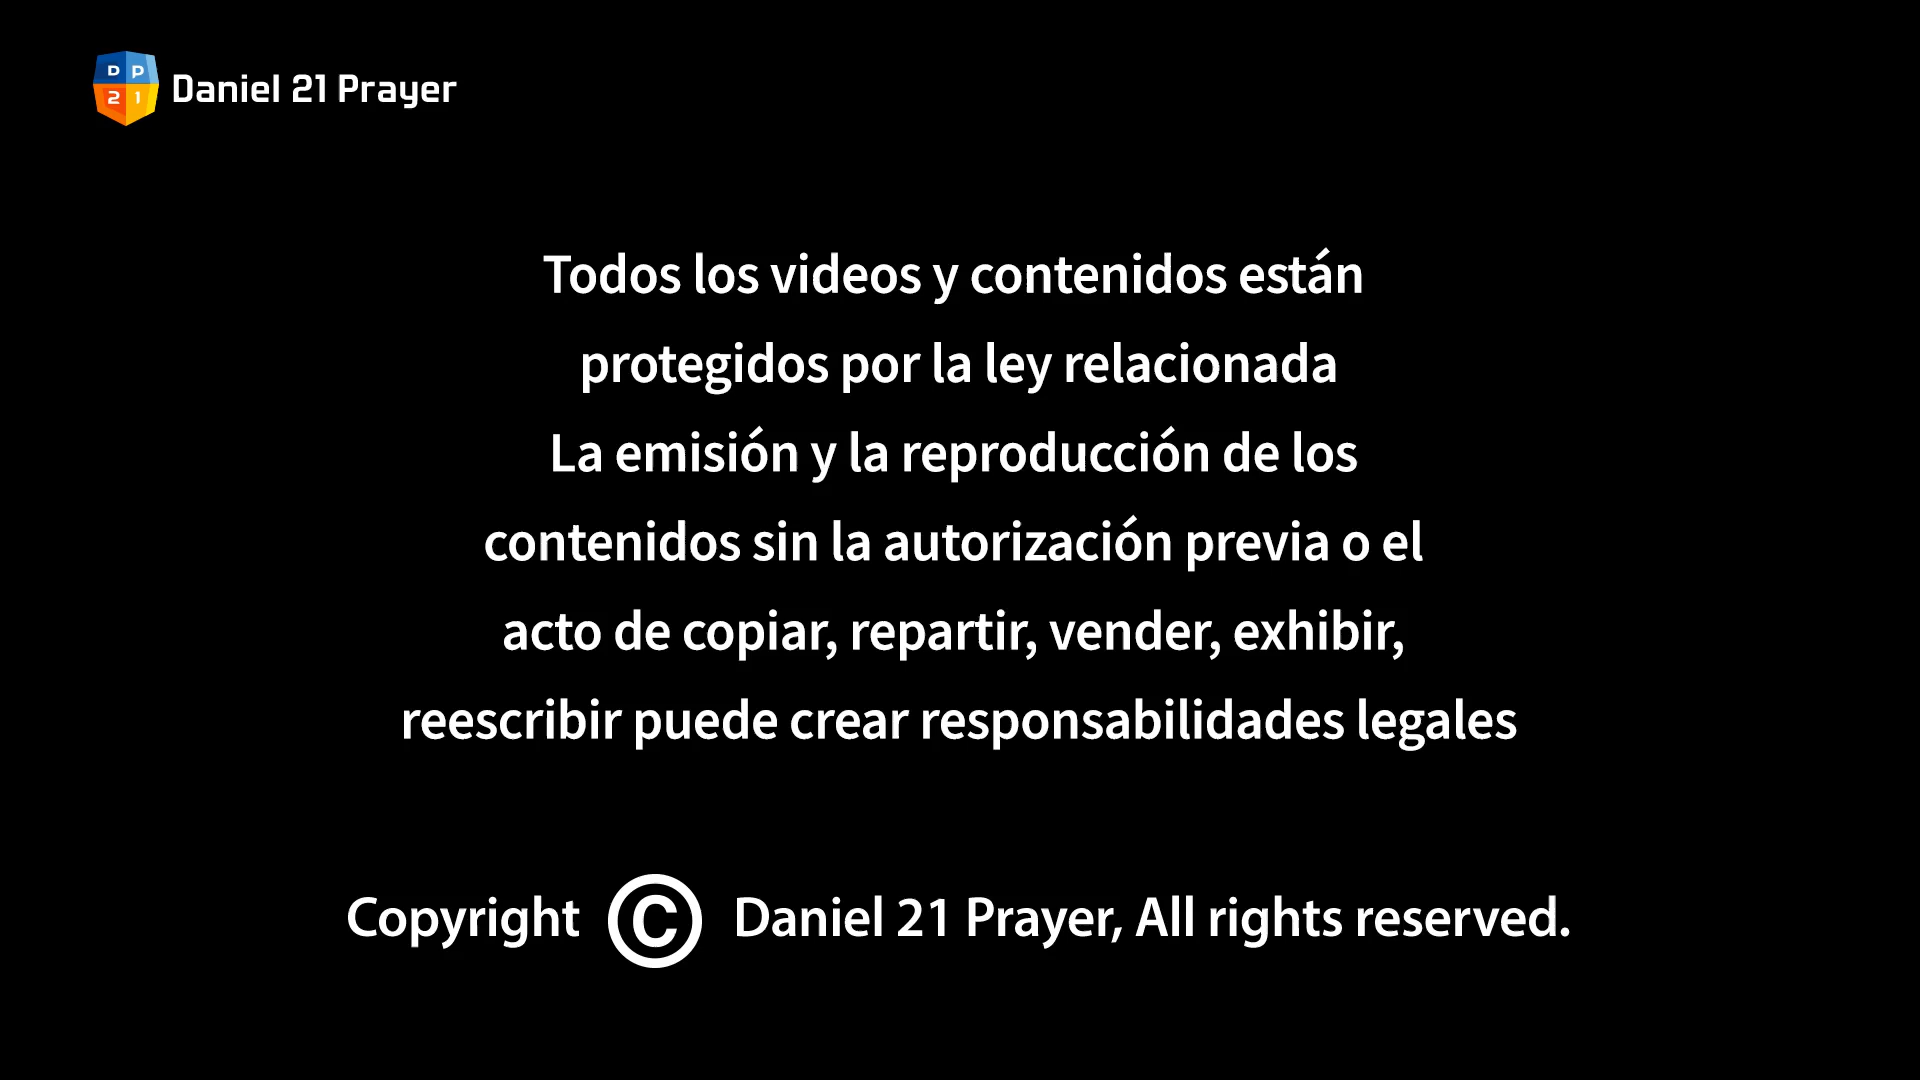 DP
21
Daniel 21 Prayer
Todos los videos y contenidos están
protegidos por la ley relacionada
La emisión y la reproducción de los
contenidos sin la autorización previa o el
acto de copiar, repartir, vender, exhibir,
reescribir puede crear responsabilidades legales
Copyright © Daniel 21 Prayer, All rights reserved.